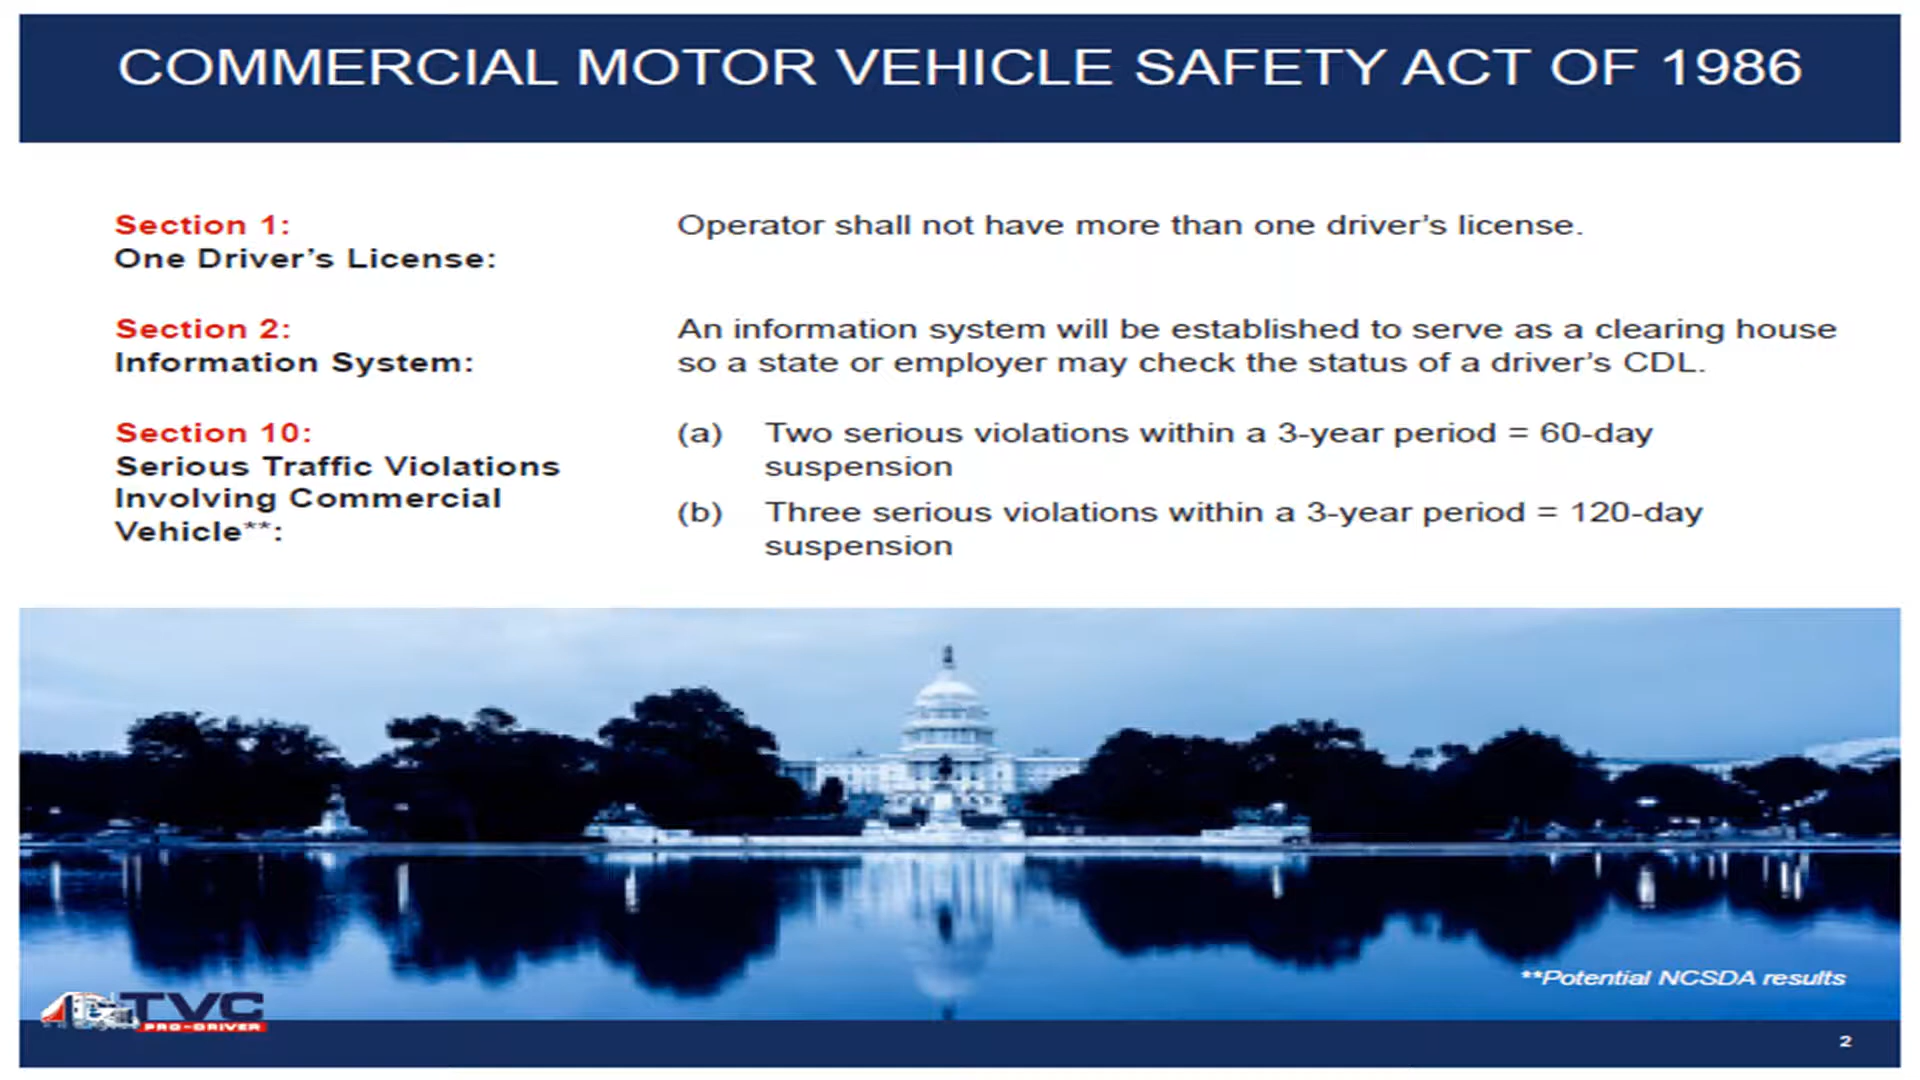 COMMERCIAL MOTOR VEHICLE SAFETY ACT OF 1986
Section 1:
One Driver's License:
Operator shall not have more than one driver's license.
Section 2:
Information System:
An information system will be established to serve as a clearing house
so a state or employer may check the status of a driver's CDL.
Section 10:
Serious Traffic Violations
Involving Commercial
Vehicle**:
(a) Two serious violations within a 3-year period = 60-day
suspension
(b) Three serious violations within a 3-year period = 120-day
suspension
**Potential NCSDA results
TVC
PRO-DRIVER
2